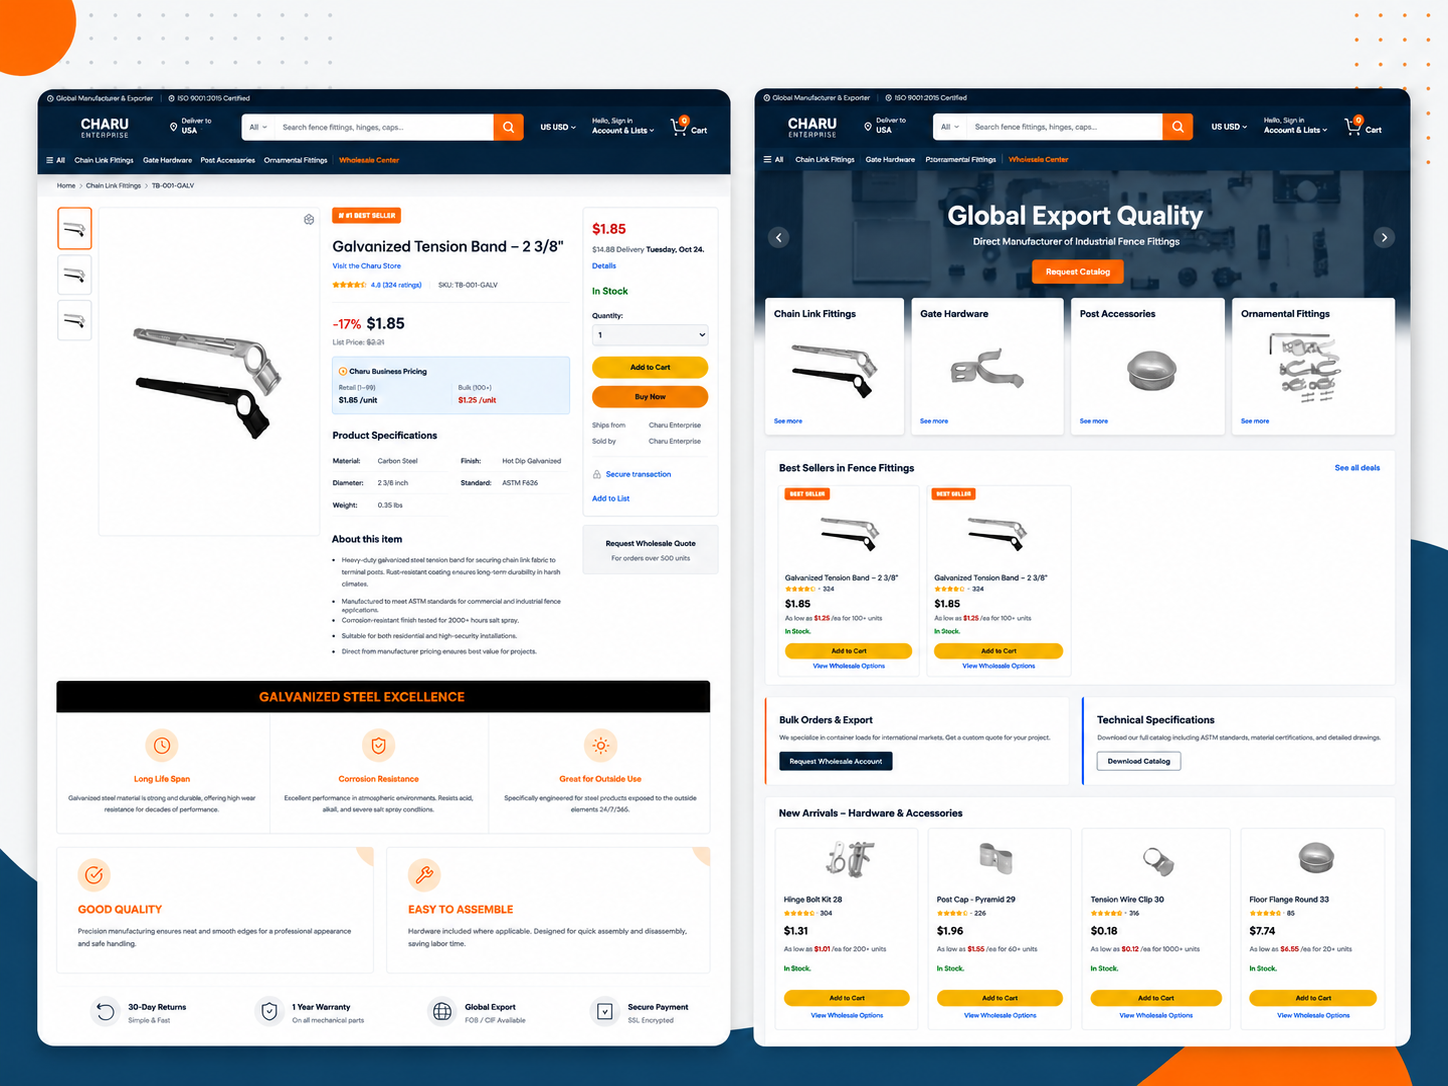 Global Manufacturer & Exporter | ISO 9001:2015 Certified
CHARU
ENTERPRISE
Deliver to
USA
All
Search fence fittings, hinges, caps...
US USD
Hello, Sign in
Account & Lists
0
Cart
All
Chain Link Fittings
Gate Hardware
Post Accessories
Ornamental Fittings
Wholesale Center
Home > Chain Link Fittings > TB-001-GALV
# #1 BEST SELLER
Galvanized Tension Band – 2 3/8"
Visit the Charu Store
4.8 (324 ratings)
SKU: TB-001-GALV
-17% $1.85
List Price: $2.21
Charu Business Pricing
Retail (1–99)
Bulk (100+)
$1.85 /unit
$1.25 /unit
Product Specifications
Material: Carbon Steel
Finish: Hot Dip Galvanized
Diameter: 2 3/8 inch
Standard: ASTM F626
Weight: 0.35 lbs
About this item
• Heavy-duty galvanized steel tension band for securing chain link fabric to
terminal posts. Rust-resistant coating ensures long-term durability in harsh
climates.
• Manufactured to meet ASTM standards for commercial and industrial fence
applications.
• Corrosion-resistant finish tested for 2000+ hours salt spray.
• Suitable for both residential and high-security installations.
• Direct from manufacturer pricing ensures best value for projects.
$1.85
$14.88 Delivery Tuesday, Oct 24.
Details
In Stock
Quantity:
1
Add to Cart
Buy Now
Ships from Charu Enterprise
Sold by Charu Enterprise
Secure transaction
Add to List
Request Wholesale Quote
For orders over 500 units
GALVANIZED STEEL EXCELLENCE
Long Life Span
Galvanized steel material is strong and durable, offering high wear
resistance for decades of performance.
Corrosion Resistance
Excellent performance in atmospheric environments. Resists acid,
alkali, and severe salt spray conditions.
Great for Outside Use
Specifically engineered for steel products exposed to the outside
elements 24/7/365.
GOOD QUALITY
Precision manufacturing ensures neat and smooth edges for a professional appearance
and safe handling.
EASY TO ASSEMBLE
Hardware included where applicable. Designed for quick assembly and disassembly,
saving labor time.
30-Day Returns
Simple & Fast
1 Year Warranty
On all mechanical parts
Global Export
FOB / CIF Available
Secure Payment
SSL Encrypted
Global Manufacturer & Exporter | ISO 9001:2015 Certified
CHARU
ENTERPRISE
Deliver to
USA
All
Search fence fittings, hinges, caps...
US USD
Hello, Sign in
Account & Lists
0
Cart
All
Chain Link Fittings
Gate Hardware
Fittings
Wholesale Center
Global Export Quality
Direct Manufacturer of Industrial Fence Fittings
Request Catalog
Chain Link Fittings
See more
Gate Hardware
See more
Post Accessories
See more
Ornamental Fittings
See more
Best Sellers in Fence Fittings
See all deals
BEST SELLER
Galvanized Tension Band – 2 3/8"
324
$1.85
As low as $1.25 /ea for 100+ units
In Stock.
Add to Cart
View Wholesale Options
BEST SELLER
Galvanized Tension Band – 2 3/8"
324
$1.85
As low as $1.25 /ea for 100+ units
In Stock.
Add to Cart
View Wholesale Options
Bulk Orders & Export
We specialize in container loads for international markets. Get a custom quote for your project.
Request Wholesale Account
Technical Specifications
Download our full catalog including ASTM standards, material certifications, and detailed drawings.
Download Catalog
New Arrivals – Hardware & Accessories
Hinge Bolt Kit 28
304
$1.31
As low as $1.01 /ea for 200+ units
In Stock.
Add to Cart
View Wholesale Options
Post Cap - Pyramid 29
226
$1.96
As low as $1.55 /ea for 60+ units
In Stock.
Add to Cart
View Wholesale Options
Tension Wire Clip 30
316
$0.18
As low as $0.12 /ea for 1000+ units
In Stock.
Add to Cart
View Wholesale Options
Floor Flange Round 33
85
$7.74
As low as $6.55 /ea for 20+ units
In Stock.
Add to Cart
View Wholesale Options